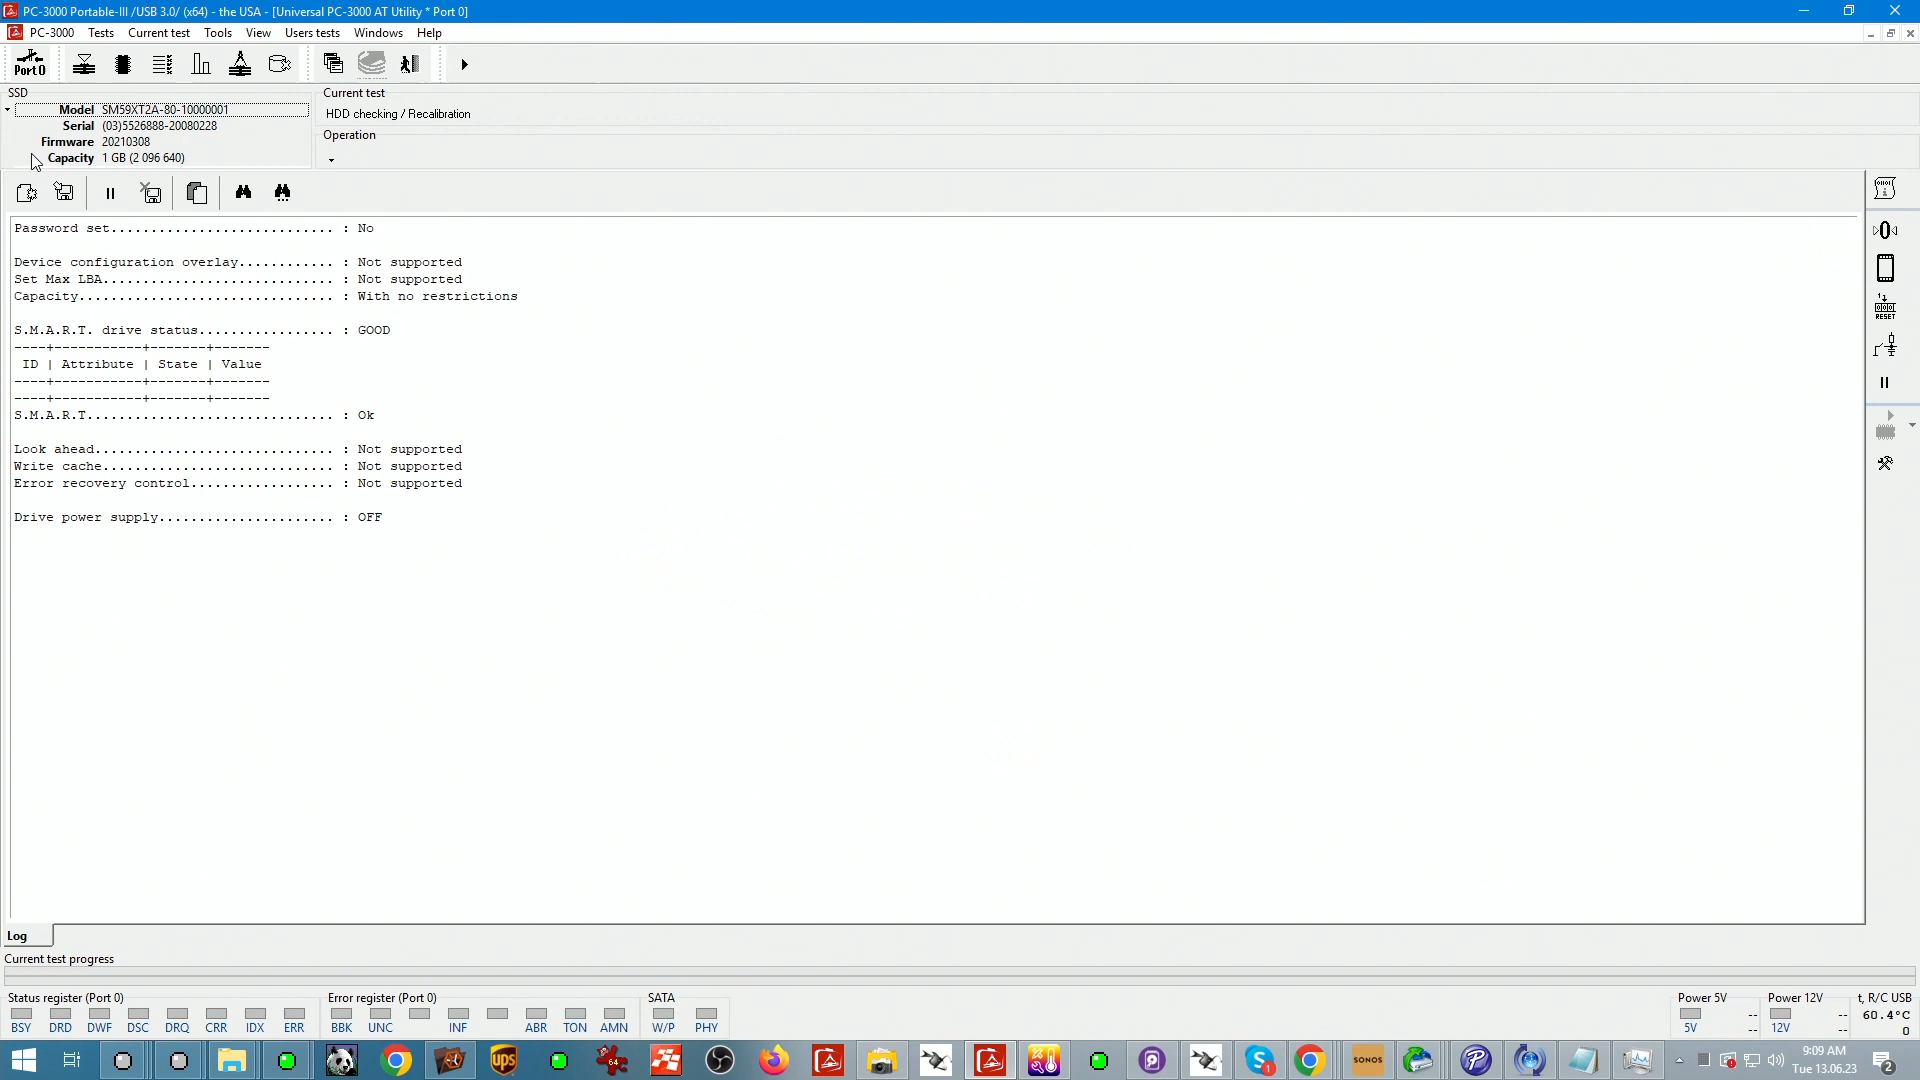 PC-3000 Portable-III /USB 3.0/ (x64) - the USA - [Universal PC-3000 AT Utility * Port 0]
PC-3000 Tests Current test Tools View Users tests Windows Help
Port 0
SSD
Model SM59XT2A-80-10000001
Serial (03)5526888-20080228
Firmware 20210308
Capacity 1 GB (2 096 640)
Current test
HDD checking / Recalibration
Operation
Password set............................ : No
Device configuration overlay............ : Not supported
Set Max LBA............................. : Not supported
Capacity................................ : With no restrictions
S.M.A.R.T. drive status................. : GOOD
----+-----------+-------+-------
ID | Attribute | State | Value
----+-----------+-------+-------
----+-----------+-------+-------
S.M.A.R.T............................... : Ok
Look ahead.............................. : Not supported
Write cache............................. : Not supported
Error recovery control.................. : Not supported
Drive power supply...................... : OFF
RESET
Log
Current test progress
Status register (Port 0) Error register (Port 0) SATA Power 5V Power 12V t, R/C USB
60.4°C
BSY DRD DWF DSC DRQ CRR IDX ERR BBK UNC INF ABR TON AMN W/P PHY 5V -- -- 12V -- -- 0
ups 64 SONOS
9:09 AM
Tue 13.06.23
2